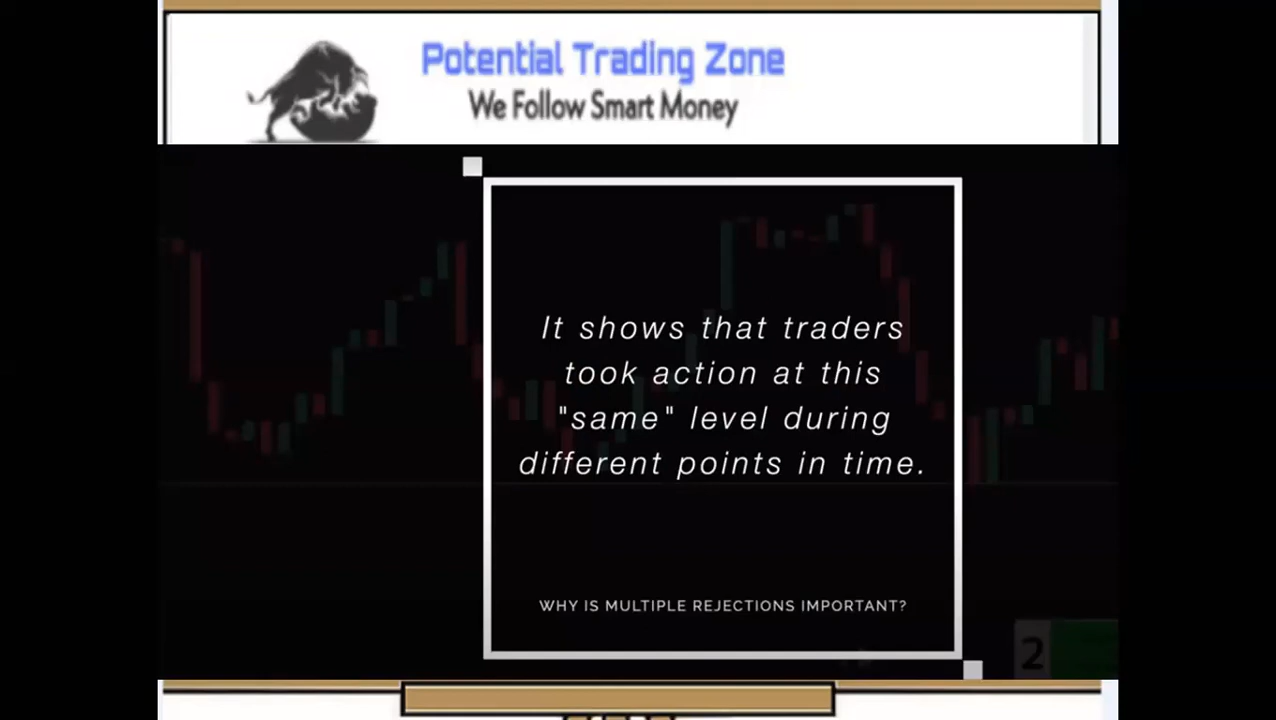 Potential Trading Zone
We Follow Smart Money
It shows that traders
took action at this
"same" level during
different points in time.
WHY IS MULTIPLE REJECTIONS IMPORTANT?
2